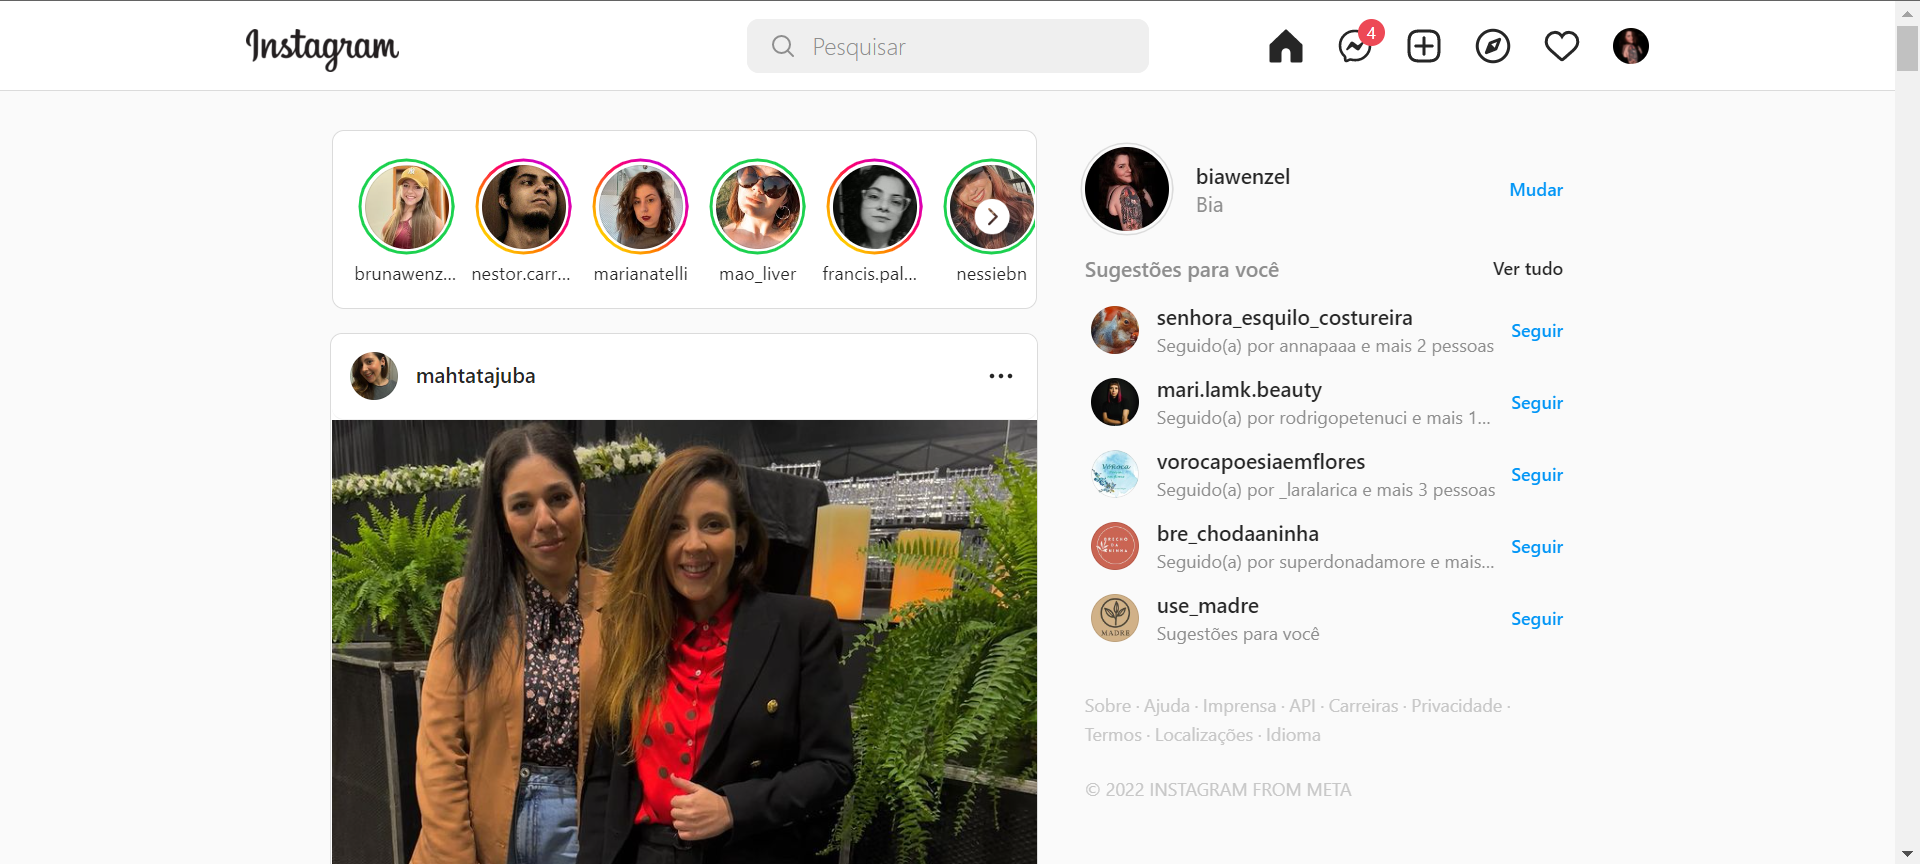 Instagram
Pesquisar
4
brunawenz...
nestor.carr...
marianatelli
mao_liver
francis.pal...
nessiebn
mahtatajuba
biawenzel
Bia
Mudar
Sugestões para você
Ver tudo
senhora_esquilo_costureira
Seguido(a) por annapaaa e mais 2 pessoas
Seguir
mari.lamk.beauty
Seguido(a) por rodrigopetenuci e mais 1...
Seguir
vorocapoesiaemflores
Seguido(a) por _laralarica e mais 3 pessoas
Seguir
bre_chodaaninha
Seguido(a) por superdonadamore e mais...
Seguir
MADRE
use_madre
Sugestões para você
Seguir
Sobre · Ajuda · Imprensa · API · Carreiras · Privacidade ·
Termos · Localizações · Idioma
© 2022 INSTAGRAM FROM META